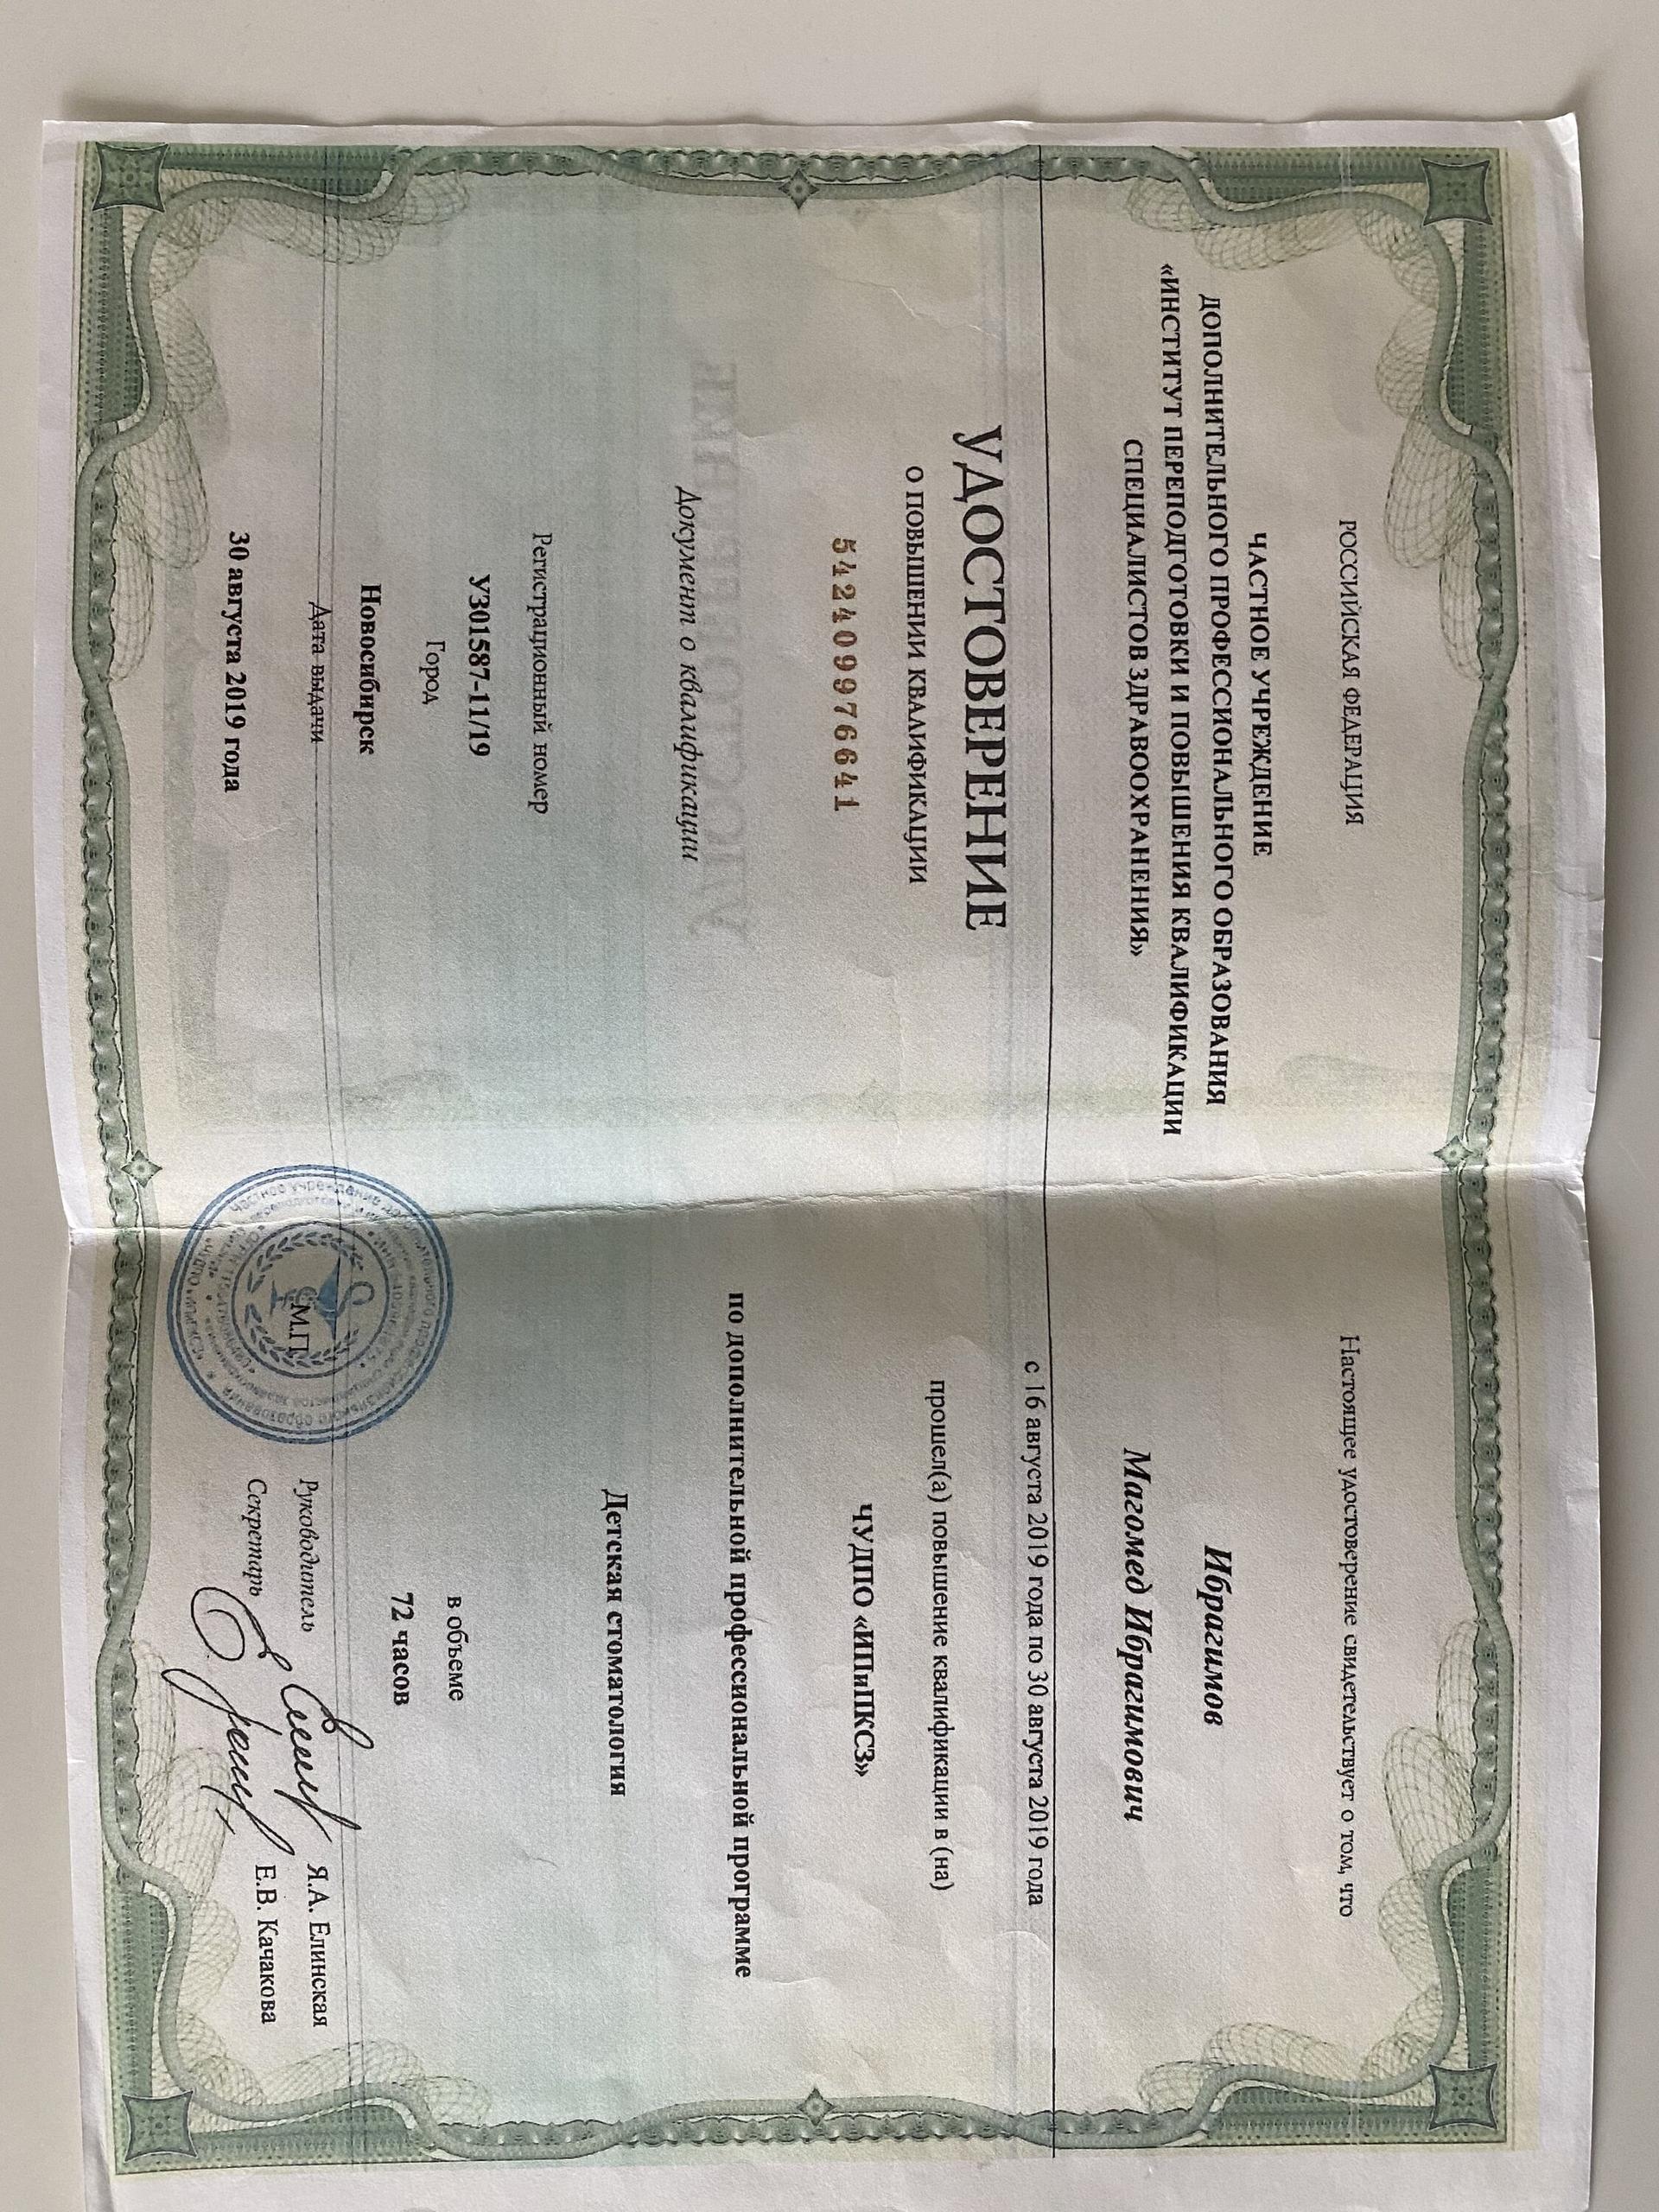 РОССИЙСКАЯ ФЕДЕРАЦИЯ
ЧАСТНОЕ УЧРЕЖДЕНИЕ
ДОПОЛНИТЕЛЬНОГО ПРОФЕССИОНАЛЬНОГО ОБРАЗОВАНИЯ
«ИНСТИТУТ ПЕРЕПОДГОТОВКИ И ПОВЫШЕНИЯ КВАЛИФИКАЦИИ
СПЕЦИАЛИСТОВ ЗДРАВООХРАНЕНИЯ»
УДОСТОВЕРЕНИЕ
О ПОВЫШЕНИИ КВАЛИФИКАЦИИ
542409976641
Документ о квалификации
Регистрационный номер
УЗ01587-11/19
Город
Новосибирск
Дата выдачи
30 августа 2019 года
Настоящее удостоверение свидетельствует о том, что
Ибрагимов
Магомед Ибрагимович
с 16 августа 2019 года по 30 августа 2019 года
прошел(а) повышение квалификации в (на)
ЧУДПО «ИПиПКСЗ»
по дополнительной профессиональной программе
Детская стоматология
в объеме
72 часов
М.П.
Руководитель Я.А. Елинская
Секретарь Е.В. Качакова